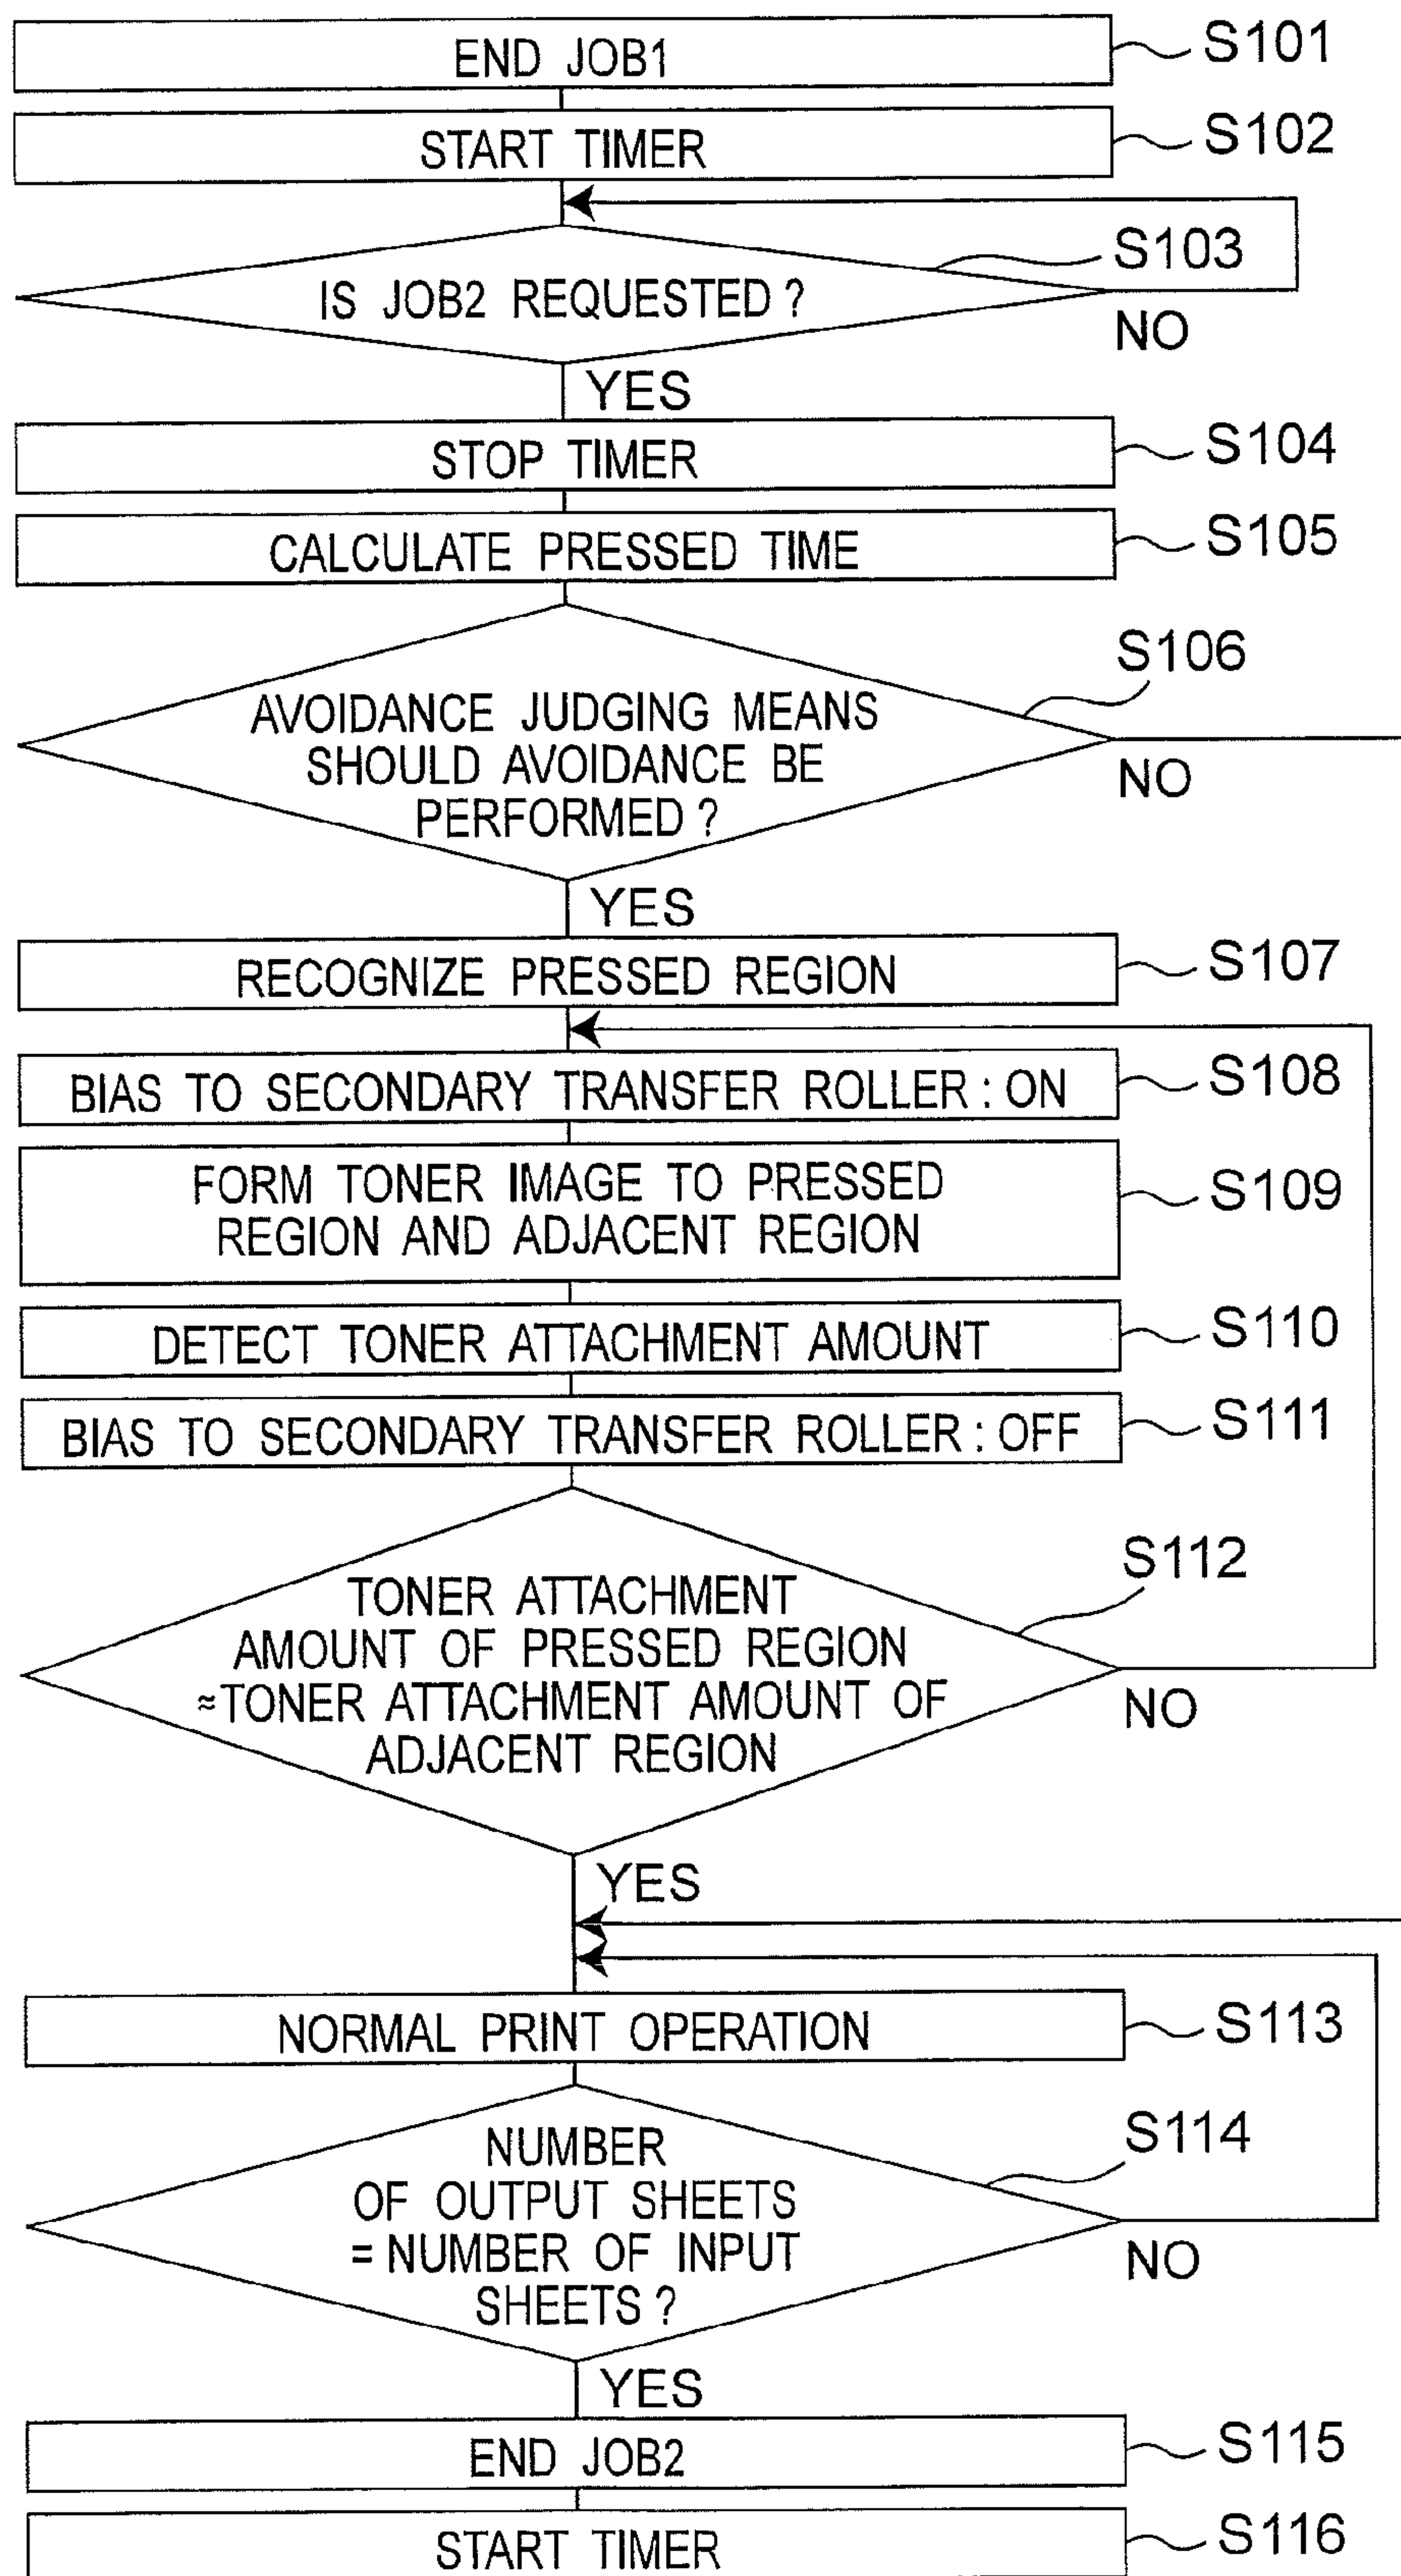 END JOB1
S101
START TIMER
S102
S103
IS JOB2 REQUESTED ?
NO
YES
STOP TIMER
S104
CALCULATE PRESSED TIME
S105
S106
AVOIDANCE JUDGING MEANS
SHOULD AVOIDANCE BE
PERFORMED ?
NO
YES
RECOGNIZE PRESSED REGION
S107
BIAS TO SECONDARY TRANSFER ROLLER : ON
S108
FORM TONER IMAGE TO PRESSED
REGION AND ADJACENT REGION
S109
DETECT TONER ATTACHMENT AMOUNT
S110
BIAS TO SECONDARY TRANSFER ROLLER : OFF
S111
S112
TONER ATTACHMENT
AMOUNT OF PRESSED REGION
≈TONER ATTACHMENT AMOUNT OF
ADJACENT REGION
NO
YES
NORMAL PRINT OPERATION
S113
S114
NUMBER
OF OUTPUT SHEETS
= NUMBER OF INPUT
SHEETS ?
NO
YES
END JOB2
S115
START TIMER
S116